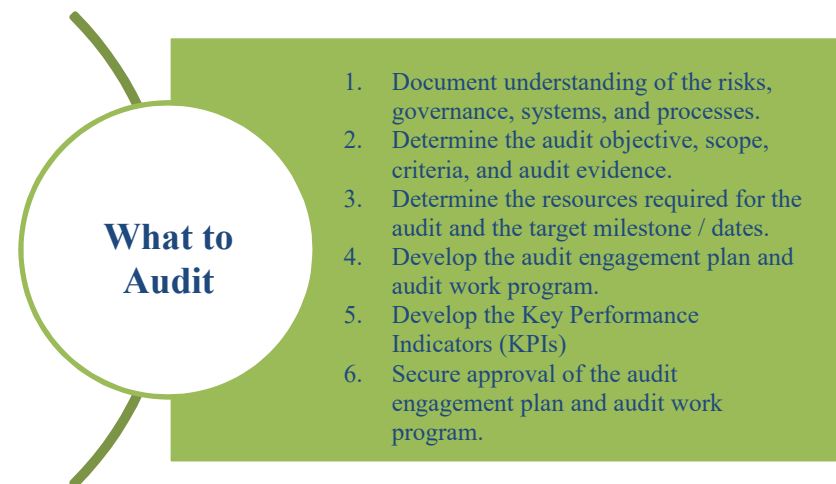 What to
Audit
1. Document understanding of the risks,
governance, systems, and processes.
2. Determine the audit objective, scope,
criteria, and audit evidence.
3. Determine the resources required for the
audit and the target milestone / dates.
4. Develop the audit engagement plan and
audit work program.
5. Develop the Key Performance
Indicators (KPIs)
6. Secure approval of the audit
engagement plan and audit work
program.